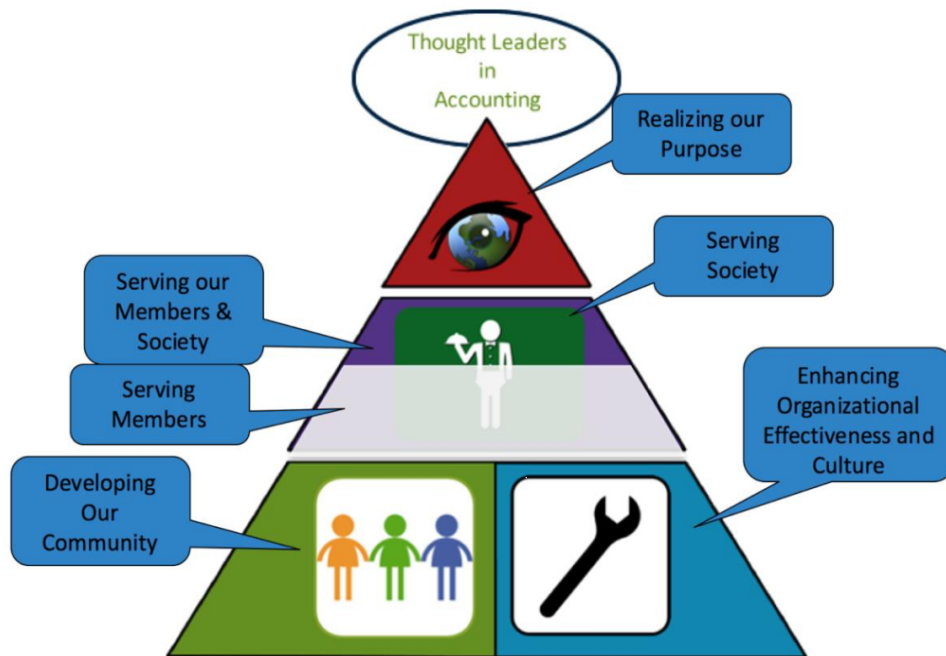 Thought Leaders
in
Accounting
Realizing our
Purpose
Serving
Society
Serving our
Members &
Society
Serving
Members
Enhancing
Organizational
Effectiveness and
Culture
Developing
Our
Community